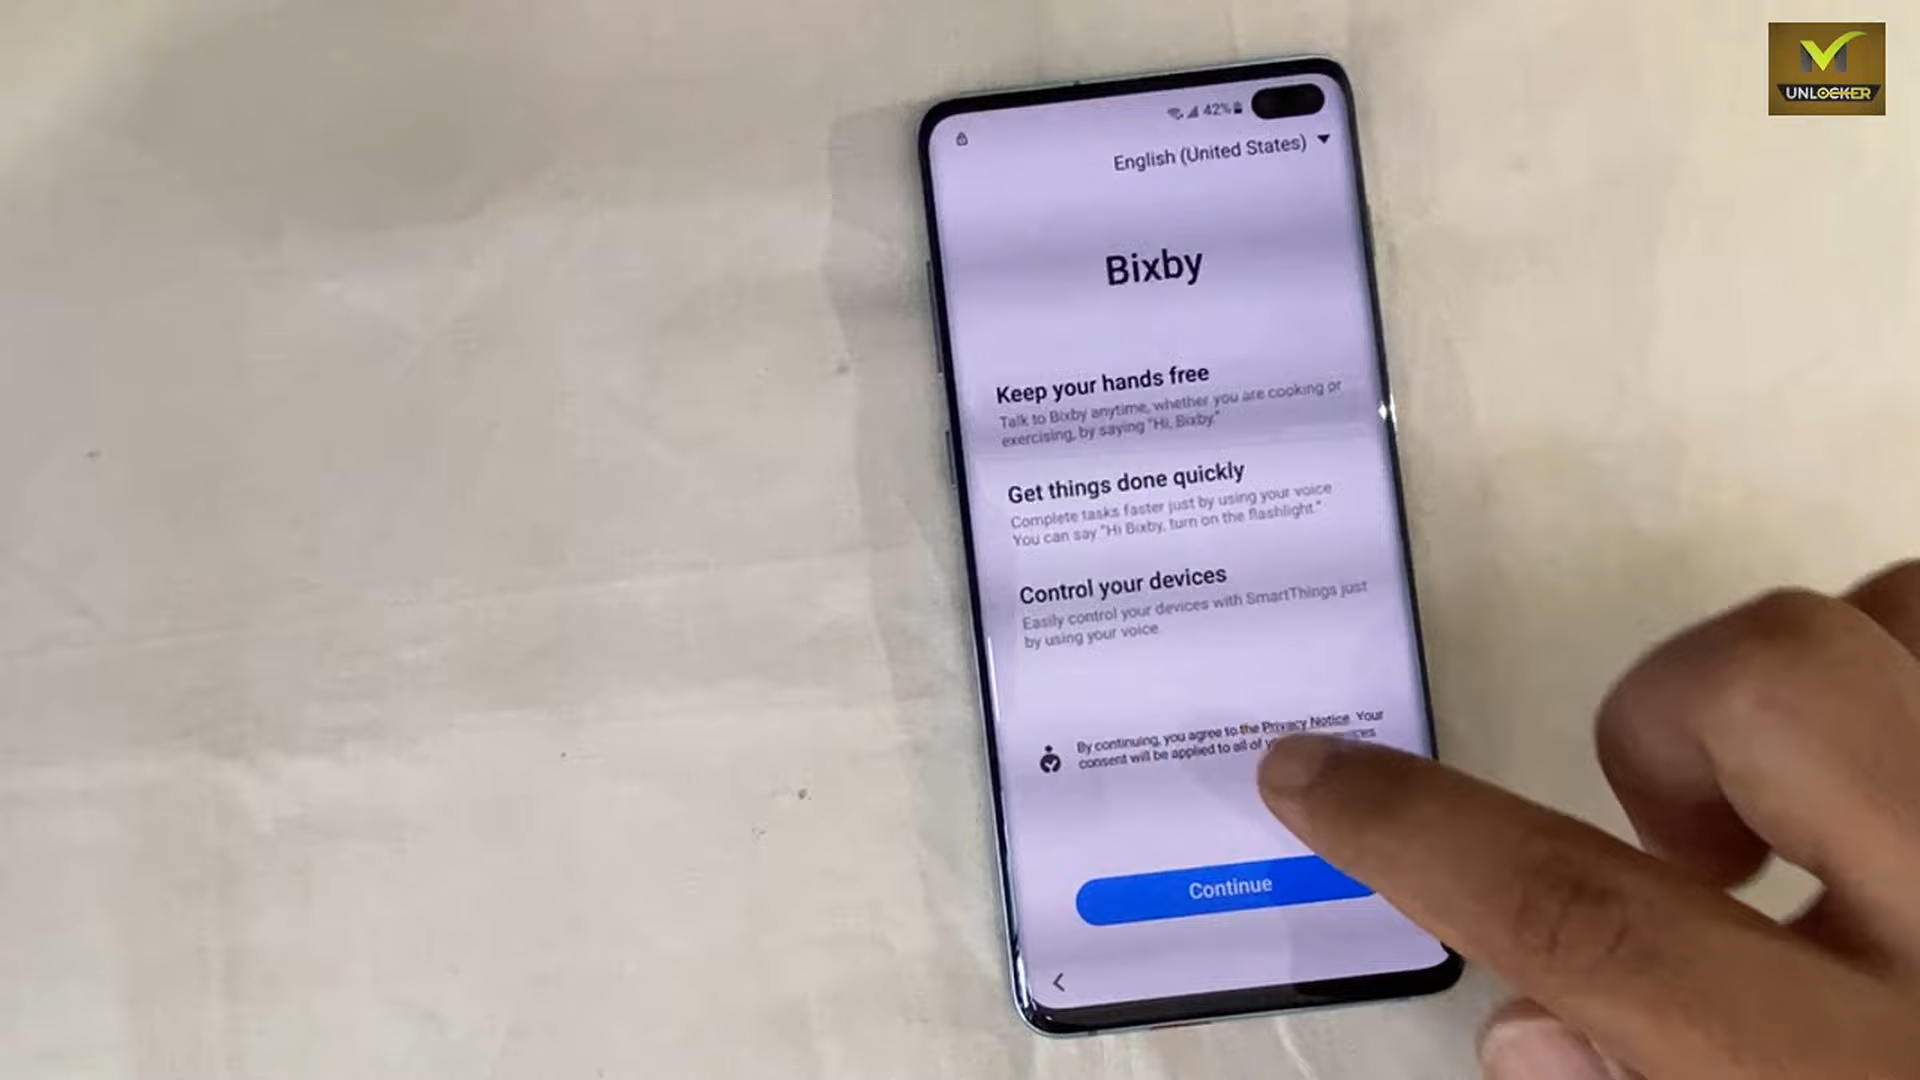 UNLOCKER
42%
English (United States)
Bixby
Keep your hands free
Talk to Bixby anytime, whether you are cooking or
exercising, by saying "Hi, Bixby."
Get things done quickly
Complete tasks faster just by using your voice
You can say "Hi Bixby, turn on the flashlight."
Control your devices
Easily control your devices with SmartThings just
by using your voice
By continuing, you agree to the Privacy Notice. Your
consent will be applied to all of
Continue